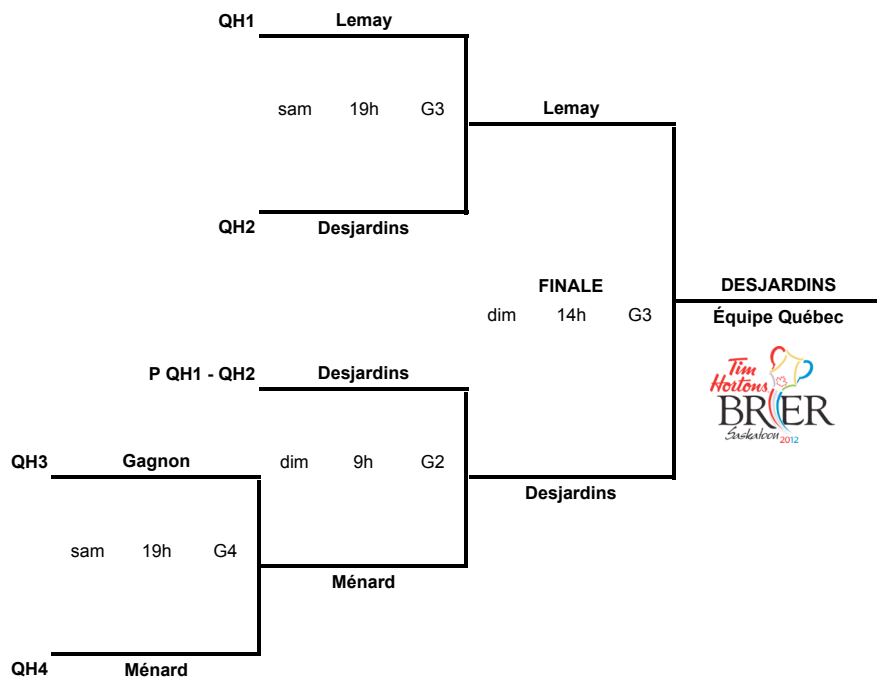 QH1 Lemay
sam 19h G3 Lemay
QH2 Desjardins
FINALE DESJARDINS
dim 14h G3 Équipe Québec
P QH1 - QH2 Desjardins
Tim
Hortons
BRIER
Saskatoon 2012
QH3 Gagnon dim 9h G2
Desjardins
sam 19h G4
Ménard
QH4 Ménard